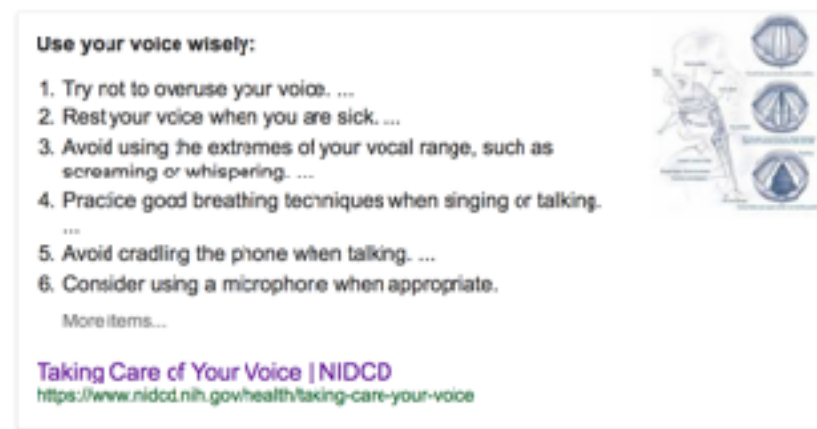 Use your voice wisely:
1. Try not to overuse your voice. ...
2. Rest your voice when you are sick. ...
3. Avoid using the extremes of your vocal range, such as
screaming or whispering. ...
4. Practice good breathing techniques when singing or talking.
...
5. Avoid cradling the phone when talking. ...
6. Consider using a microphone when appropriate.
More items...
Taking Care of Your Voice | NIDCD
https://www.nidcd.nih.gov/health/taking-care-your-voice